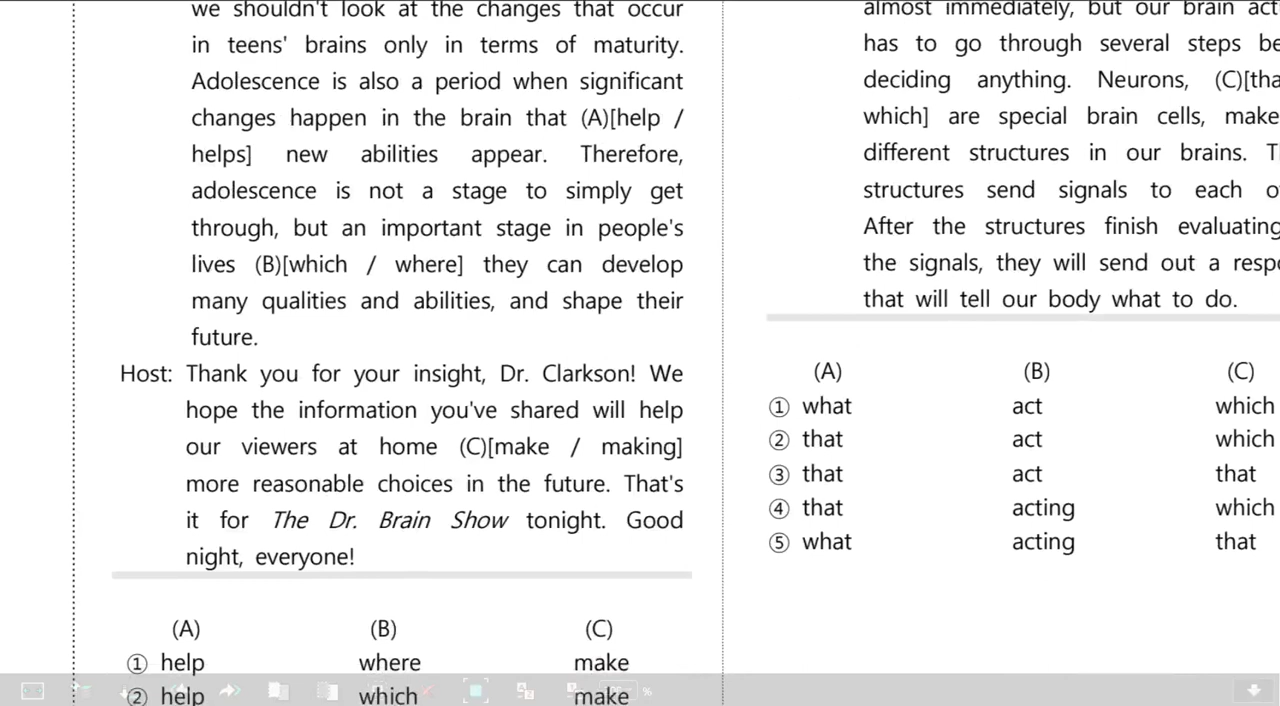 we shouldn't look at the changes that occur
in teens' brains only in terms of maturity.
Adolescence is also a period when significant
changes happen in the brain that (A)[help /
helps] new abilities appear. Therefore,
adolescence is not a stage to simply get
through, but an important stage in people's
lives (B)[which / where] they can develop
many qualities and abilities, and shape their
future.
Host: Thank you for your insight, Dr. Clarkson! We
hope the information you've shared will help
our viewers at home (C)[make / making]
more reasonable choices in the future. That's
it for The Dr. Brain Show tonight. Good
night, everyone!
(A) (B) (C)
① help where make
② help which make
almost immediately, but our brain
has to go through several steps
deciding anything. Neurons,
which] are special brain cells, make
different structures in our brains.
structures send signals to each
After the structures finish evaluating
the signals, they will send out a
that will tell our body what to do.
(A) (B) (C)
① what act which
② that act which
③ that act that
④ that acting which
⑤ what acting that
%